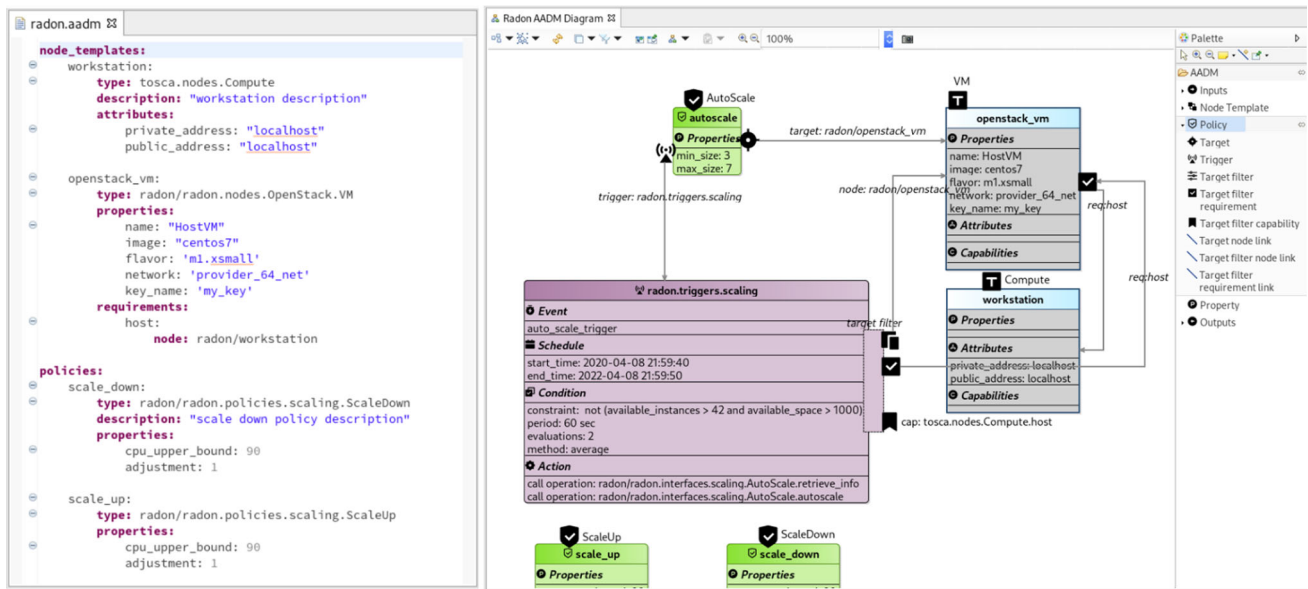 radon.aadm
node_templates:
workstation:
type: tosca.nodes.Compute
description: "workstation description"
attributes:
private_address: "localhost"
public_address: "localhost"
openstack_vm:
type: radon/radon.nodes.OpenStack.VM
properties:
name: "HostVM"
image: "centos7"
flavor: 'm1.xsmall'
network: 'provider_64_net'
key_name: 'my_key'
requirements:
host:
node: radon/workstation
policies:
scale_down:
type: radon/radon.policies.scaling.ScaleDown
description: "scale down policy description"
properties:
cpu_upper_bound: 90
adjustment: 1
scale_up:
type: radon/radon.policies.scaling.ScaleUp
properties:
cpu_upper_bound: 90
adjustment: 1
Radon AADM Diagram
100%
AutoScale
autoscale
Properties
min_size: 3
max_size: 7
target: radon/openstack_vm
trigger: radon.triggers.scaling
node: radon/openstack_vm
VM
openstack_vm
Properties
name: HostVM
image: centos7
flavor: m1.xsmall
network: provider_64_net
key_name: my_key
Attributes
Capabilities
req:host
req:host
Compute
workstation
Properties
Attributes
private_address: localhost
public_address: localhost
Capabilities
radon.triggers.scaling
Event
auto_scale_trigger
Schedule
start_time: 2020-04-08 21:59:40
end_time: 2022-04-08 21:59:50
Condition
constraint: not (available_instances > 42 and available_space > 1000)
period: 60 sec
evaluations: 2
method: average
Action
call operation: radon/radon.interfaces.scaling.AutoScale.retrieve_info
call operation: radon/radon.interfaces.scaling.AutoScale.autoscale
target filter
cap: tosca.nodes.Compute.host
ScaleUp
scale_up
Properties
ScaleDown
scale_down
Properties
Palette
AADM
Inputs
Node Template
Policy
Target
Trigger
Target filter
Target filter
requirement
Target filter capability
Target node link
Target filter node link
Target filter
requirement link
Property
Outputs